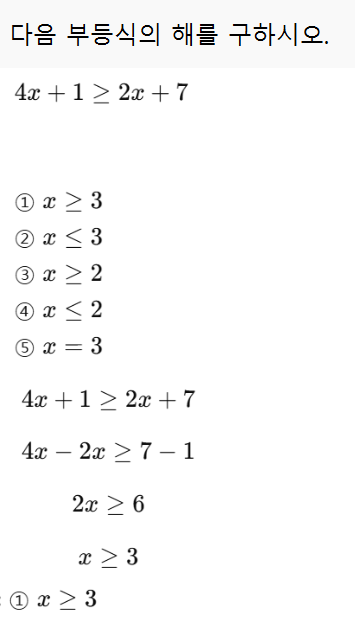 다음 부등식의 해를 구하시오.
4x + 1 ≥ 2x + 7
① x ≥ 3
② x ≤ 3
③ x ≥ 2
④ x ≤ 2
⑤ x = 3
4x + 1 ≥ 2x + 7
4x − 2x ≥ 7 − 1
2x ≥ 6
x ≥ 3
: ① x ≥ 3